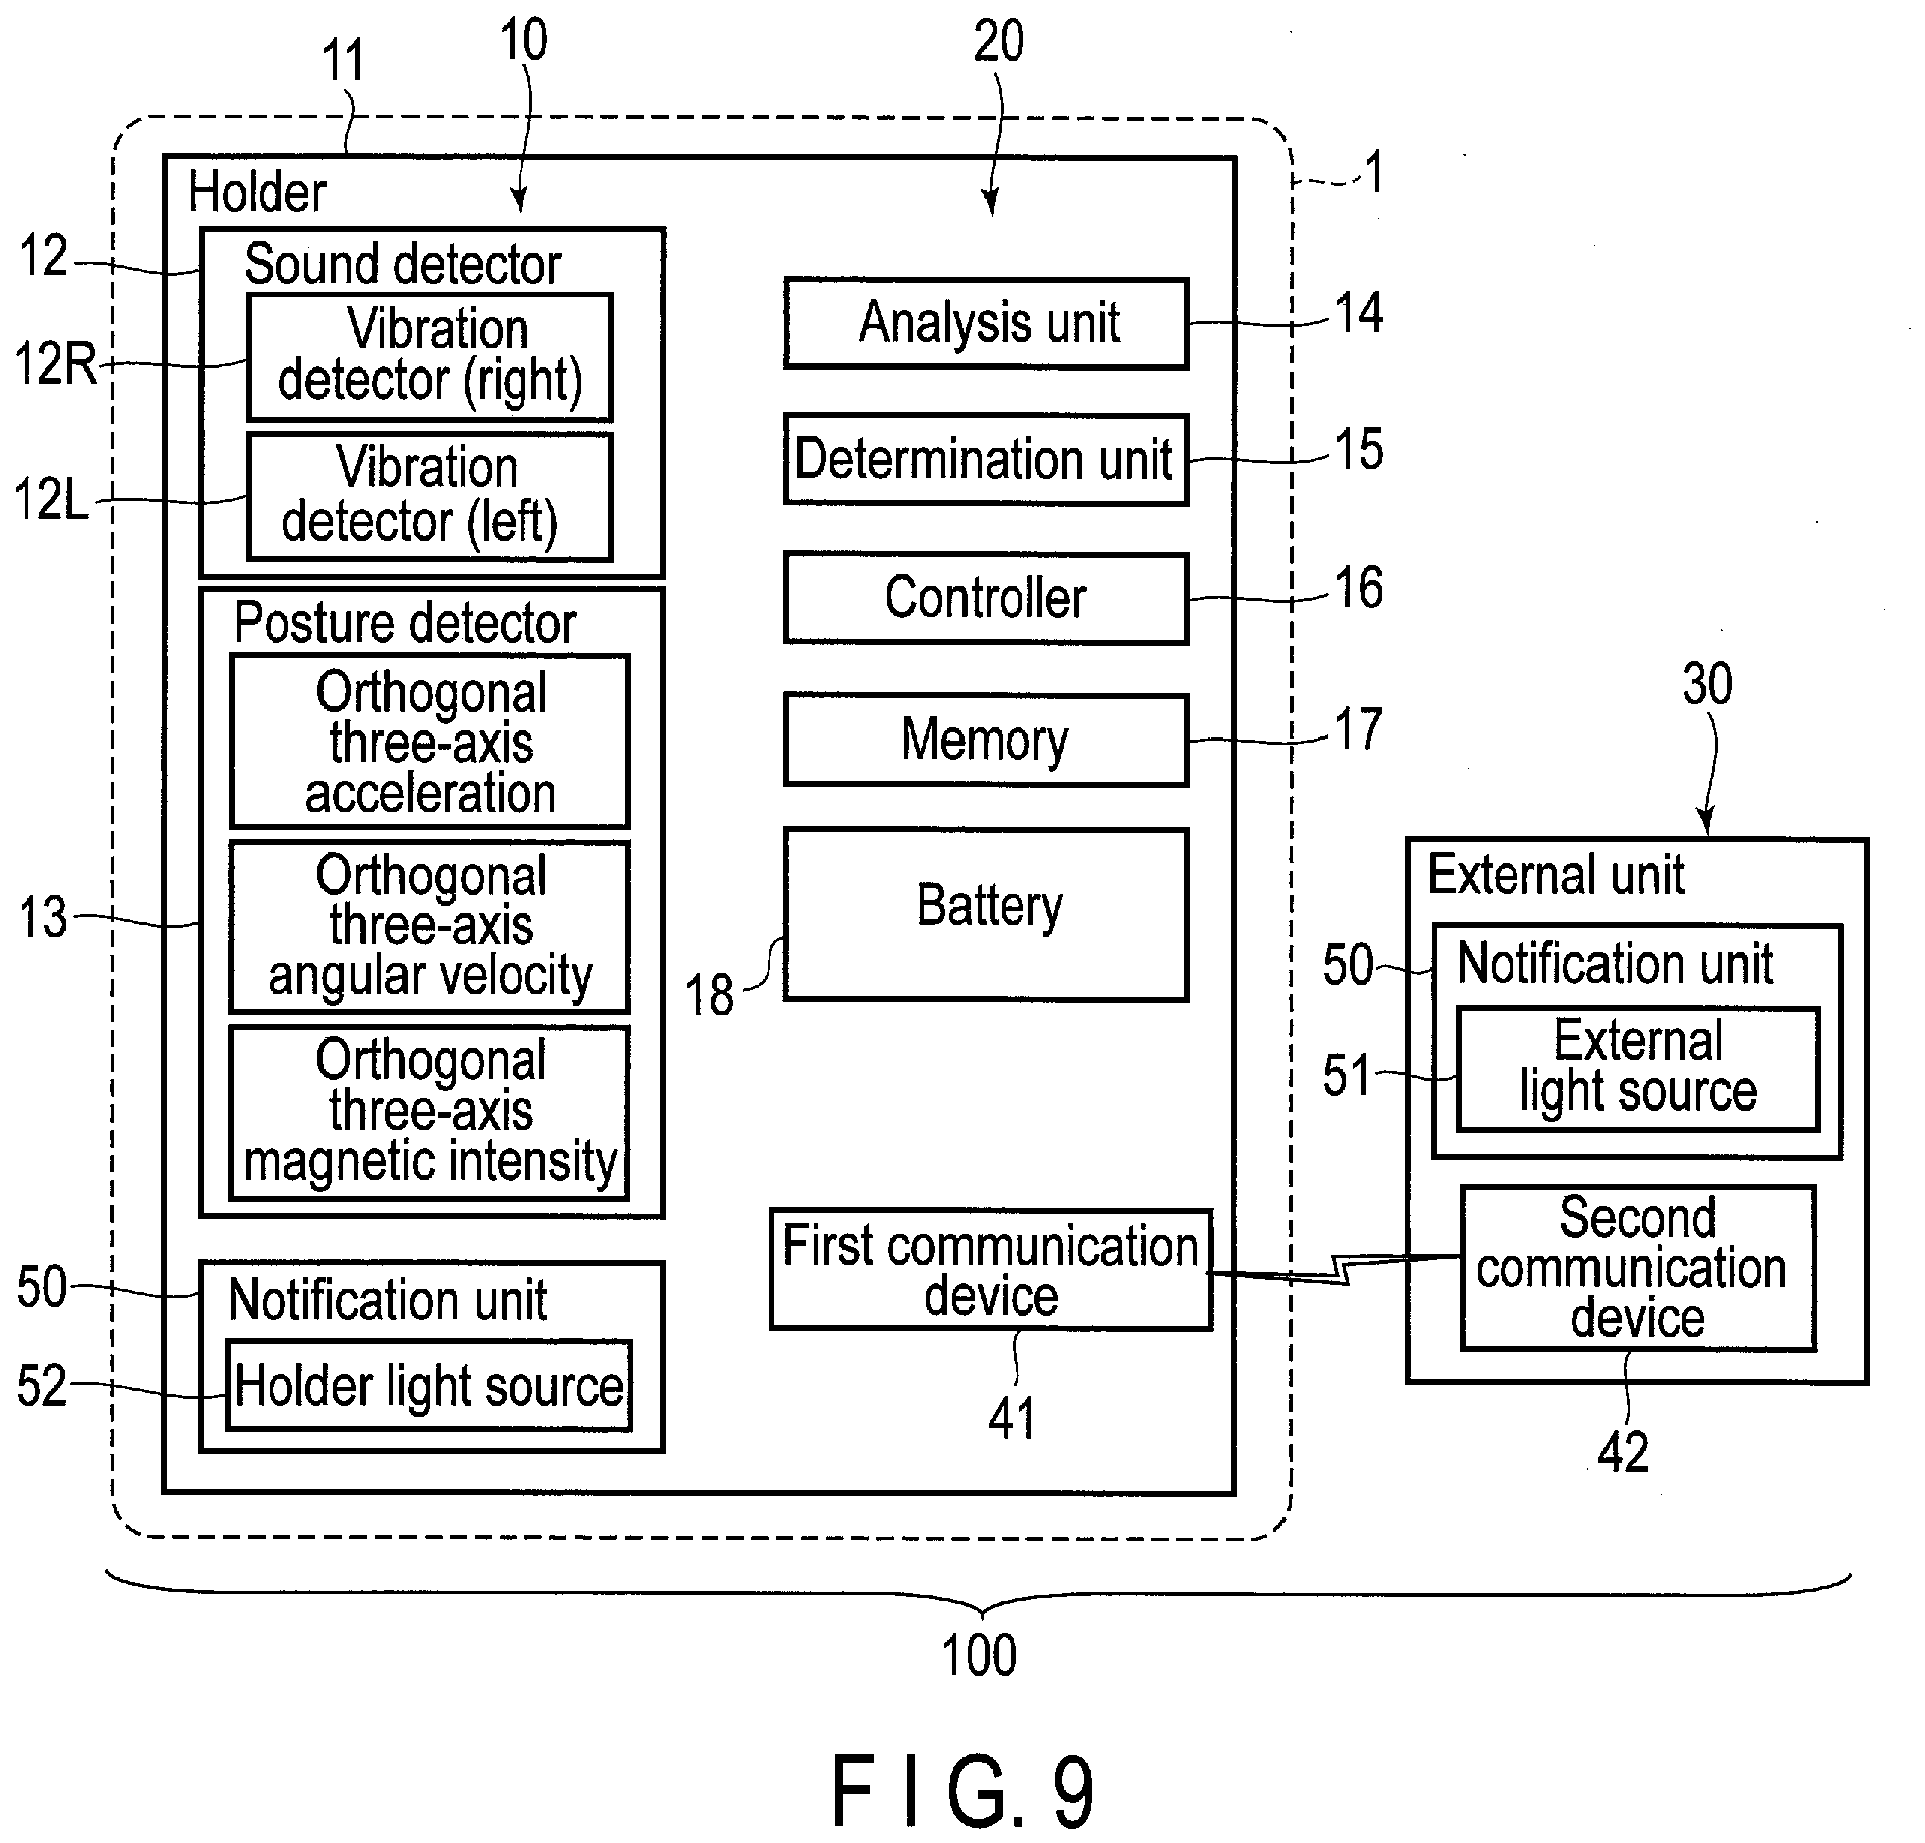 10
20
11
1
Holder
12
Sound detector
12R
Vibration
detector (right)
12L
Vibration
detector (left)
13
Posture detector
Orthogonal
three-axis
acceleration
Orthogonal
three-axis
angular velocity
Orthogonal
three-axis
magnetic intensity
50
Notification unit
52
Holder light source
Analysis unit
14
Determination unit
15
Controller
16
Memory
17
Battery
18
First communication
device
41
30
External unit
50
Notification unit
51
External
light source
Second
communication
device
42
100
FIG. 9